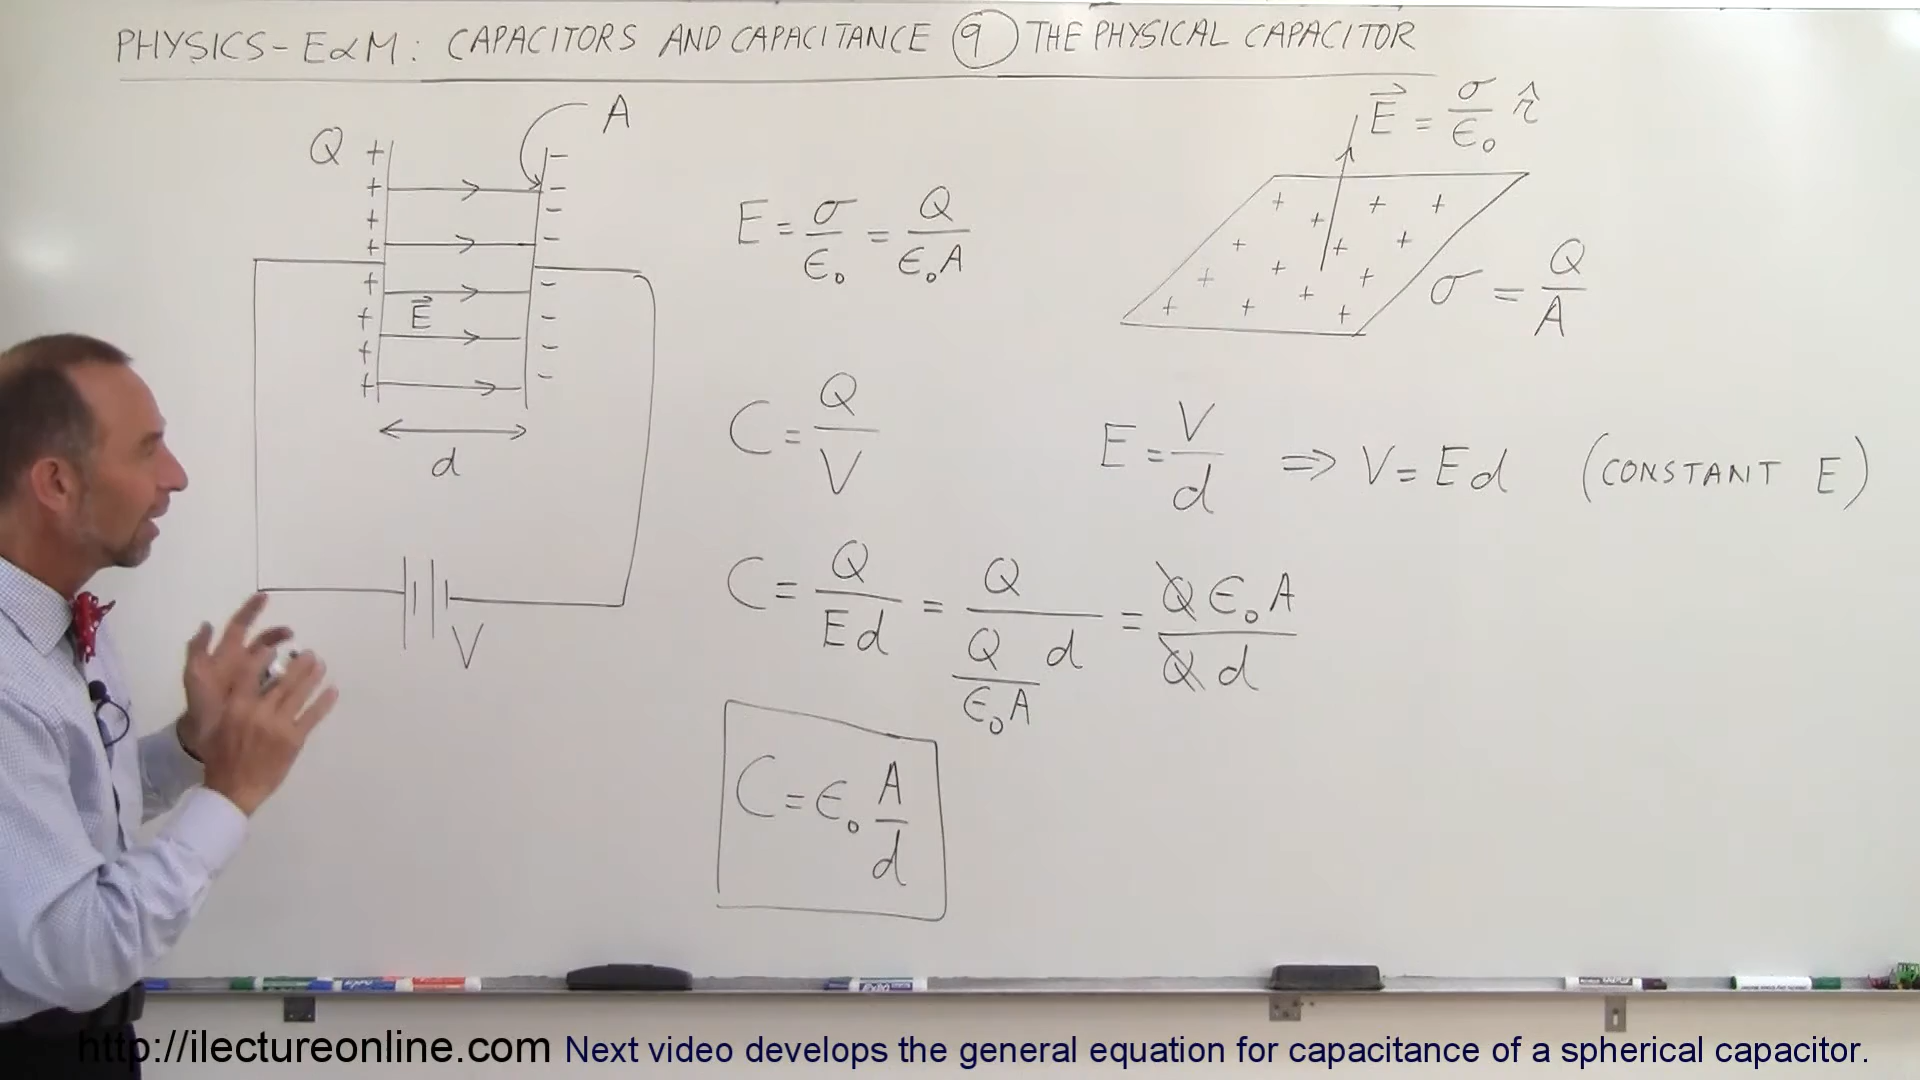 PHYSICS - E&M: CAPACITORS AND CAPACITANCE 9 THE PHYSICAL CAPACITOR
Q
A
E
d
V
E = σ/ϵ₀ = Q/ϵ₀A
E = σ/ϵ₀ r̂
σ = Q/A
C = Q/V
E = V/d ⇒ V = Ed (CONSTANT E)
C = Q/Ed = Q/(Q/ϵ₀A d) = Qϵ₀A/Qd
C = ϵ₀ A/d
http://ilectureonline.com Next video develops the general equation for capacitance of a spherical capacitor.